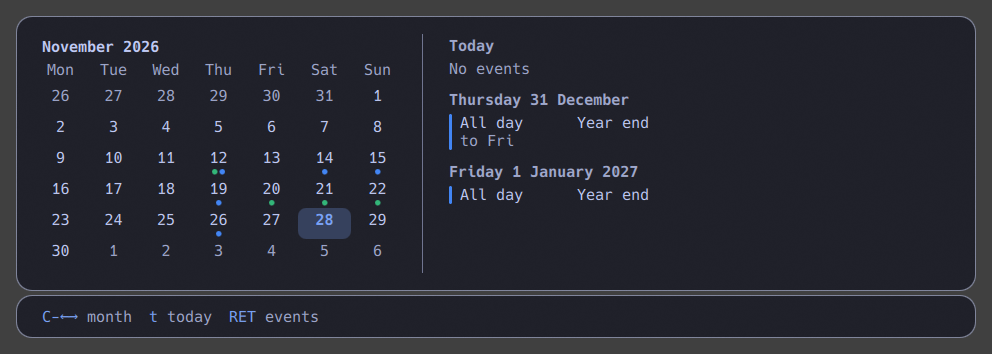 November 2026
Mon Tue Wed Thu Fri Sat Sun
26 27 28 29 30 31 1
2 3 4 5 6 7 8
9 10 11 12 13 14 15
16 17 18 19 20 21 22
23 24 25 26 27 28 29
30 1 2 3 4 5 6
Today
No events
Thursday 31 December
All day Year end
to Fri
Friday 1 January 2027
All day Year end
C-←→ month t today RET events